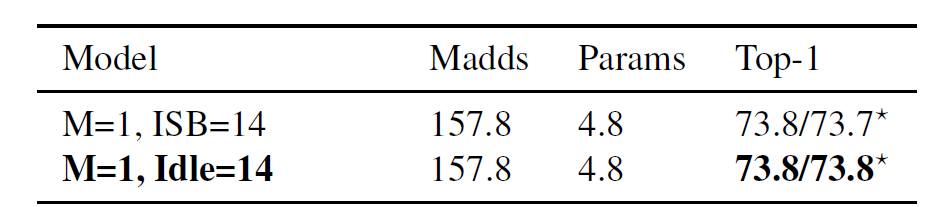 Model Madds Params Top-1
M=1, ISB=14 157.8 4.8 73.8/73.7*
M=1, Idle=14 157.8 4.8 73.8/73.8*